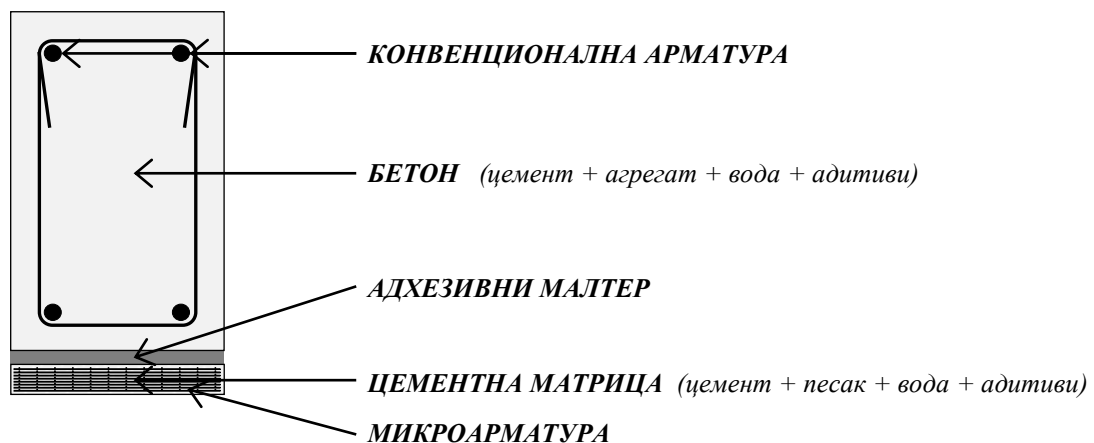 КОНВЕНЦИОНАЛНА АРМАТУРА
БЕТОН (цемент + агрегат + вода + адитиви)
АДХЕЗИВНИ МАЛТЕР
ЦЕМЕНТНА МАТРИЦА (цемент + песак + вода + адитиви)
МИКРОАРМАТУРА